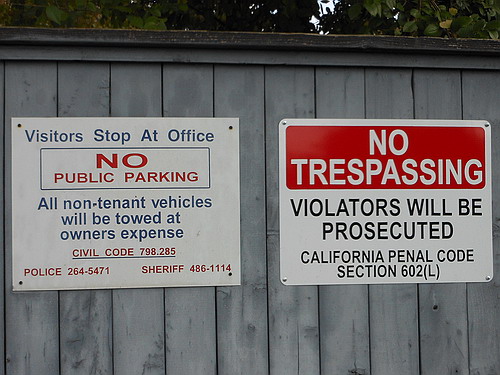 Visitors Stop At Office
NO
PUBLIC PARKING
All non-tenant vehicles
will be towed at
owners expense
CIVIL CODE 798.285
POLICE 264-5471 SHERIFF 486-1114
NO
TRESPASSING
VIOLATORS WILL BE
PROSECUTED
CALIFORNIA PENAL CODE
SECTION 602(L)